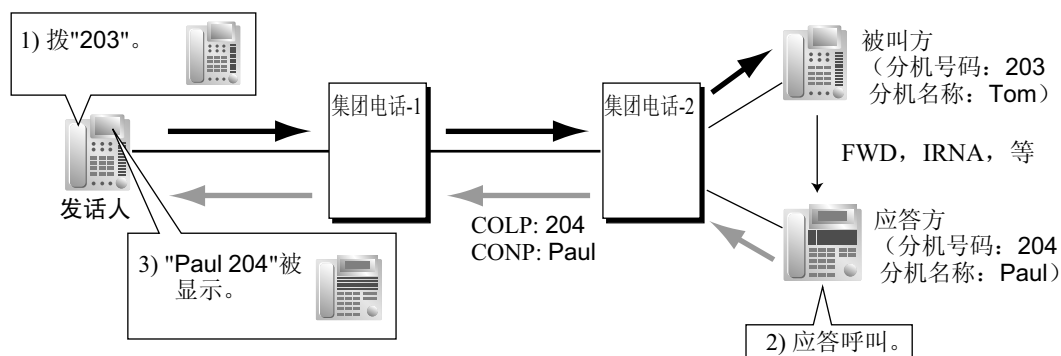 1) 拨"203"。
发话人
3) "Paul 204"被
显示。
集团电话-1
COLP: 204
CONP: Paul
集团电话-2
被叫方
（分机号码：203
分机名称：Tom）
FWD，IRNA，等
应答方
（分机号码：204
分机名称：Paul）
2) 应答呼叫。